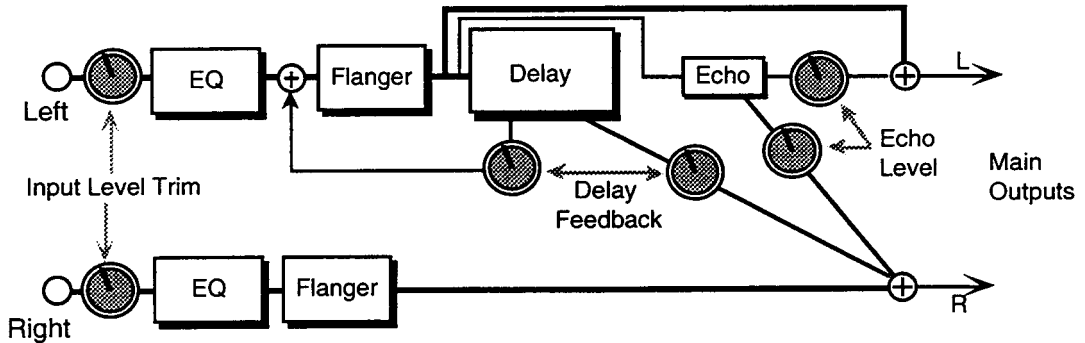 Left
EQ
+
Flanger
Delay
Echo
+
L
Input Level Trim
Delay
Feedback
Echo
Level
Main
Outputs
Right
EQ
Flanger
+
R